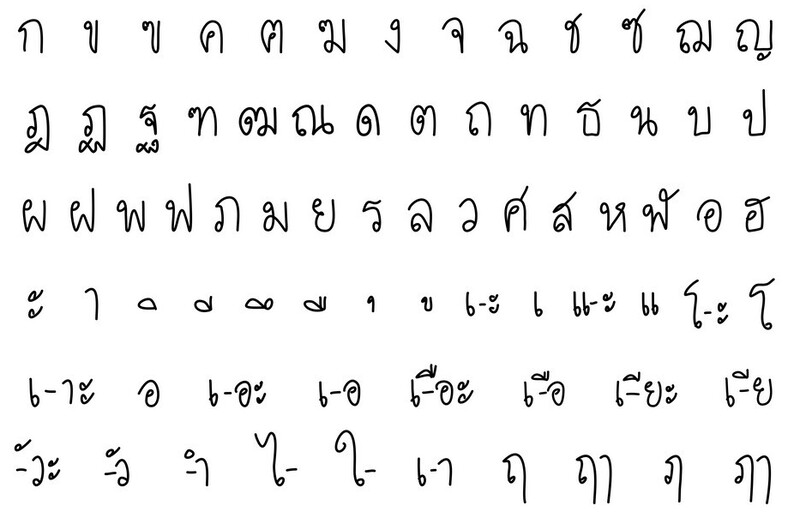 ก ข ฃ ค ฅ ฆ ง จ ฉ ช ซ ฌ ญ
ฎ ฏ ฐ ฑ ฒ ณ ด ต ถ ท ธ น บ ป
ผ ฝ พ ฟ ภ ม ย ร ล ว ศ ส ห ฬ อ ฮ
ะ า ิ ี ึ ื ุ ู เ-ะ เ แ-ะ แ โ-ะ โ
เ-าะ อ เ-อะ เ-อ เ-ือะ เ-ือ เ-ียะ เ-ีย
-ัวะ -ัว -ำ ไ- ใ- เ-า ฤ ฤๅ ฦ ฦๅ